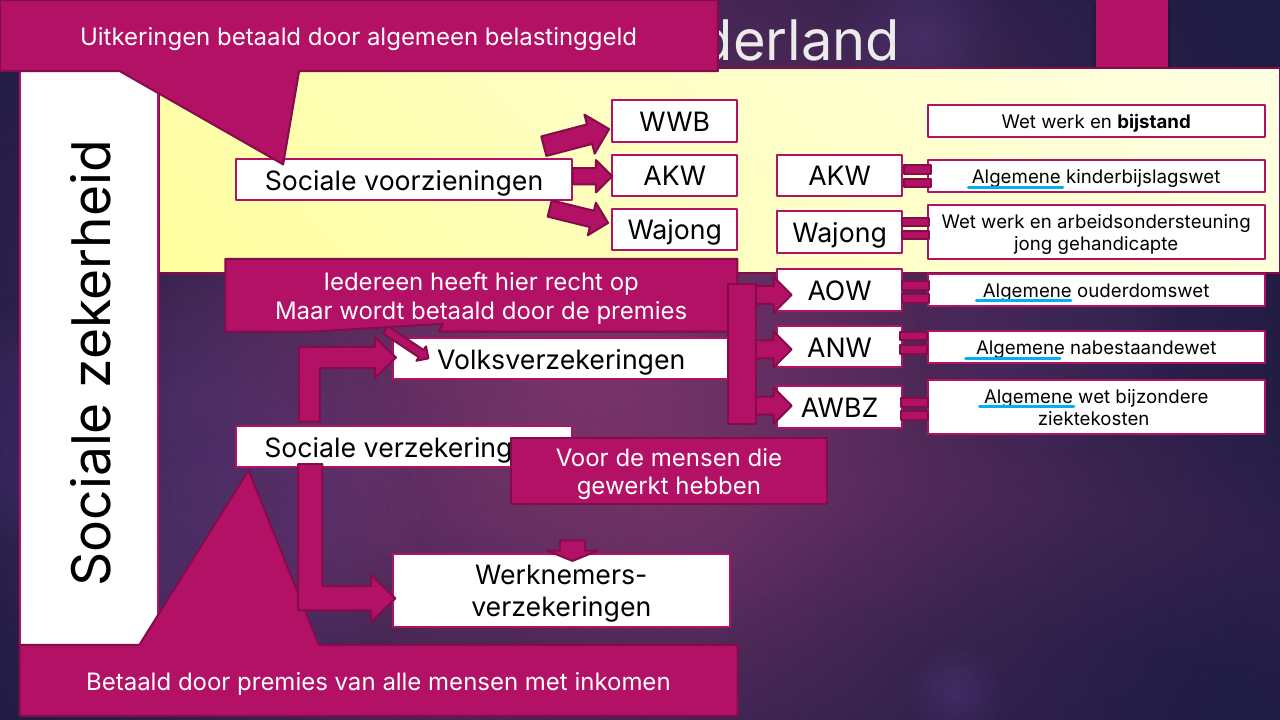 Uitkeringen betaald door algemeen belastinggeld
derland
Sociale zekerheid
Sociale voorzieningen
WWB
AKW
Wajong
Wet werk en bijstand
AKW
Algemene kinderbijslagswet
Wajong
Wet werk en arbeidsondersteuning
jong gehandicapte
Iedereen heeft hier recht op
Maar wordt betaald door de premies
AOW
Algemene ouderdomswet
Volksverzekeringen
ANW
Algemene nabestaandewet
AWBZ
Algemene wet bijzondere
ziektekosten
Sociale verzekering
Voor de mensen die
gewerkt hebben
Werknemers-
verzekeringen
Betaald door premies van alle mensen met inkomen